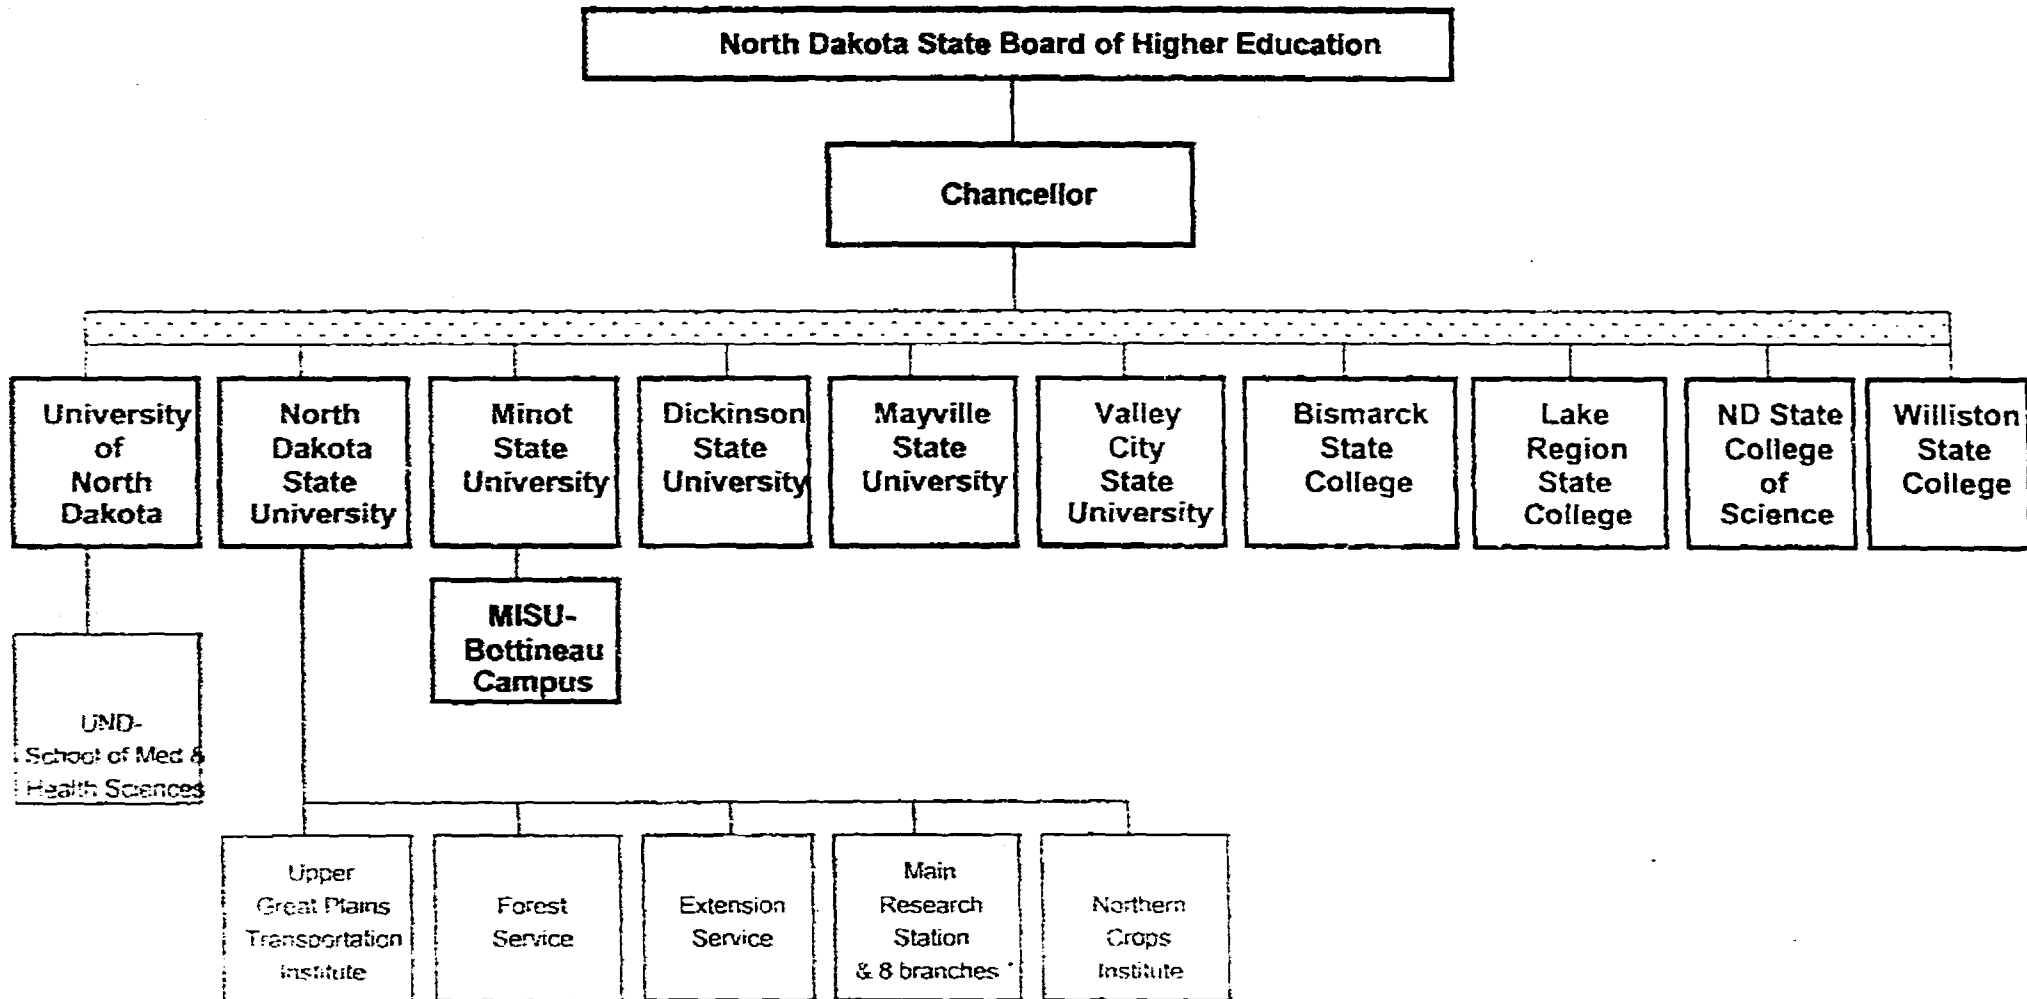 North Dakota State Board of Higher Education
Chancellor
University
of
North
Dakota
North
Dakota
State
University
Minot
State
University
Dickinson
State
University
Mayville
State
University
Valley
City
State
University
Bismarck
State
College
Lake
Region
State
College
ND State
College
of
Science
Williston
State
College
MISU-
Bottineau
Campus
UND-
School of Med &
Health Sciences
Upper
Great Plains
Transportation
Institute
Forest
Service
Extension
Service
Main
Research
Station
& 8 branches *
Northern
Crops
Institute